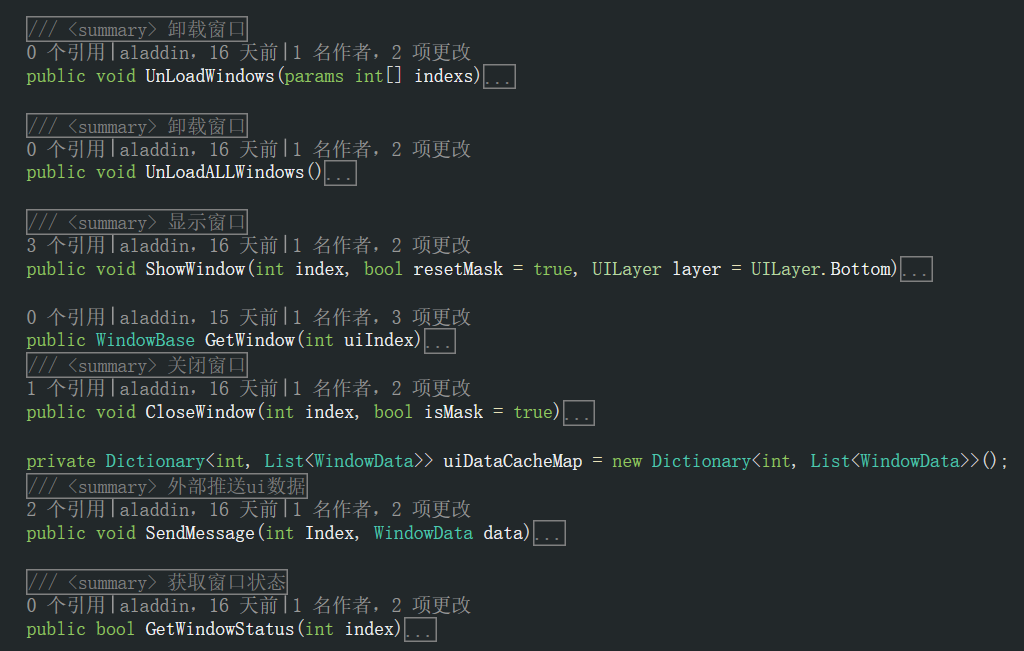 /// <summary> 卸载窗口
0 个引用|aladdin，16 天前|1 名作者，2 项更改
public void UnLoadWindows(params int[] indexs)...
/// <summary> 卸载窗口
0 个引用|aladdin，16 天前|1 名作者，2 项更改
public void UnLoadALLWindows()...
/// <summary> 显示窗口
3 个引用|aladdin，16 天前|1 名作者，2 项更改
public void ShowWindow(int index, bool resetMask = true, UILayer layer = UILayer.Bottom)...
0 个引用|aladdin，15 天前|1 名作者，3 项更改
public WindowBase GetWindow(int uiIndex)...
/// <summary> 关闭窗口
1 个引用|aladdin，16 天前|1 名作者，2 项更改
public void CloseWindow(int index, bool isMask = true)...
private Dictionary<int, List<WindowData>> uiDataCacheMap = new Dictionary<int, List<WindowData>>();
/// <summary> 外部推送ui数据
2 个引用|aladdin，16 天前|1 名作者，2 项更改
public void SendMessage(int Index, WindowData data)...
/// <summary> 获取窗口状态
0 个引用|aladdin，16 天前|1 名作者，2 项更改
public bool GetWindowStatus(int index)...